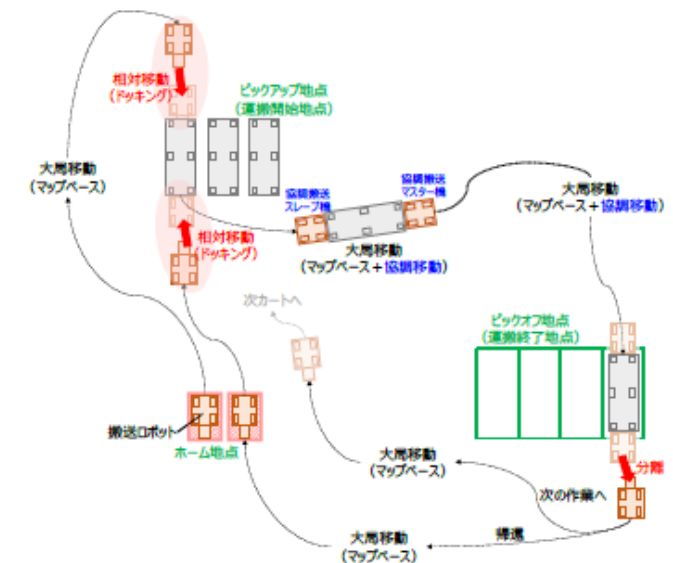 相対移動
（ドッキング）
ピックアップ地点
（運搬開始地点）
大局移動
（マップベース）
協調搬送
スレーブ機
協調搬送
マスター機
大局移動
（マップベース＋協調移動）
相対移動
（ドッキング）
大局移動
（マップベース＋協調移動）
次カートへ
ピックオフ地点
（運搬終了地点）
搬送ロボット
ホーム地点
大局移動
（マップベース）
分離
次の作業へ
帰還
大局移動
（マップベース）